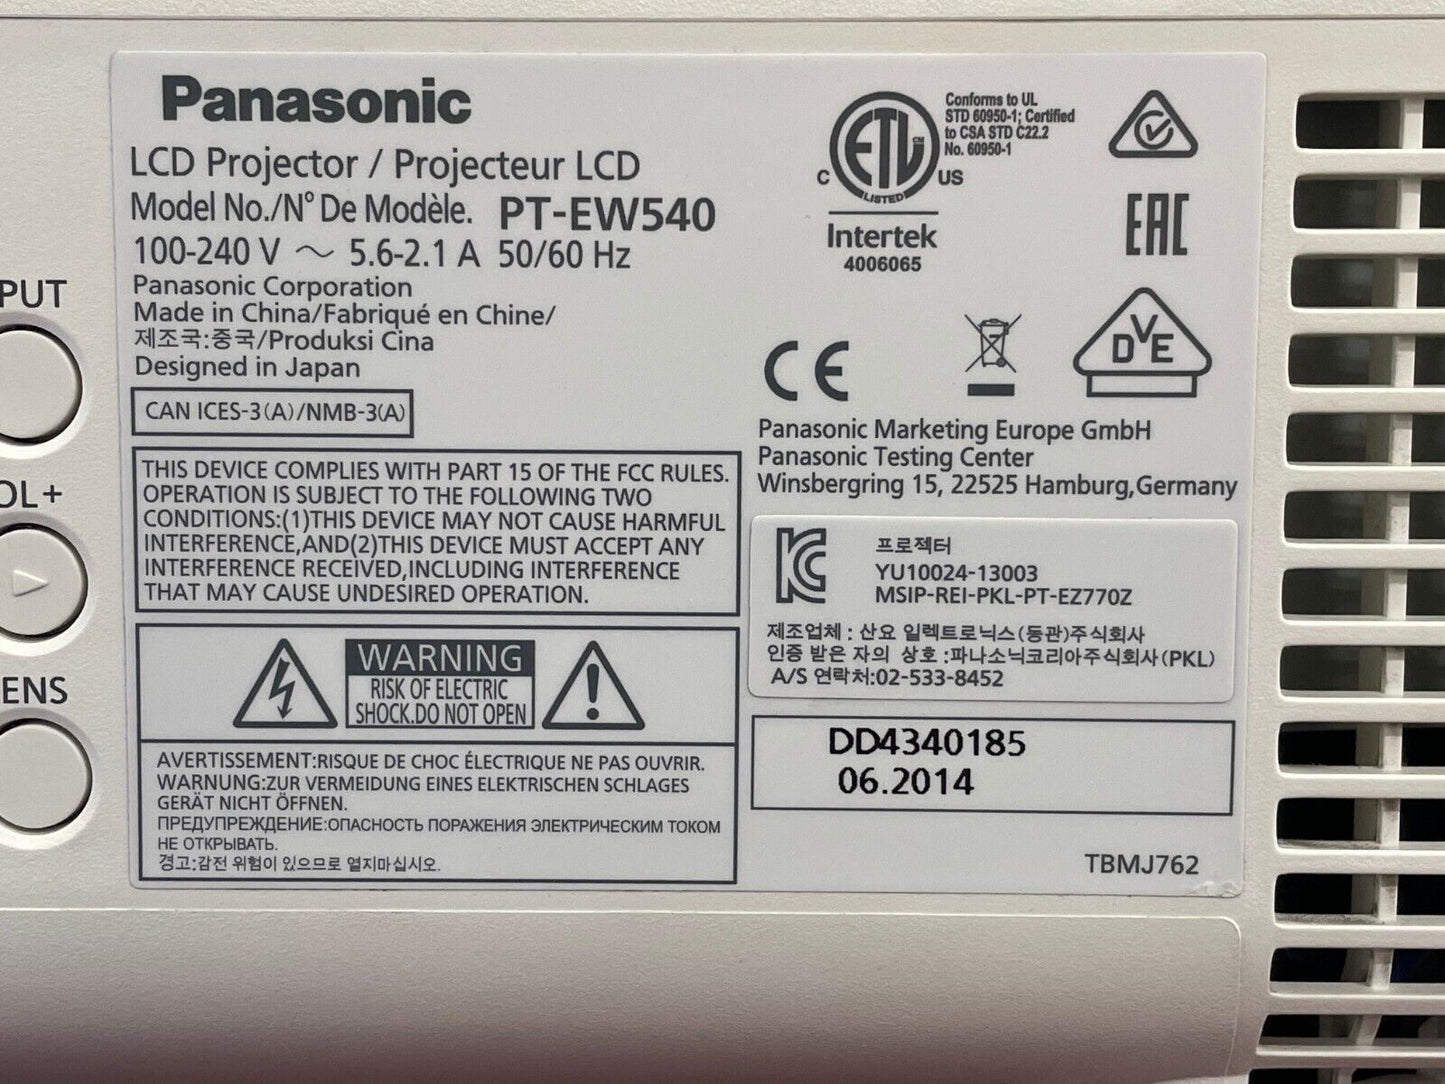 Panasonic
LCD Projector / Projecteur LCD
Model No./N° De Modèle. PT-EW540
100-240 V ～ 5.6-2.1 A 50/60 Hz
Panasonic Corporation
Made in China/Fabriqué en Chine/
제조국:중국/Produksi Cina
Designed in Japan
CAN ICES-3(A)/NMB-3(A)
THIS DEVICE COMPLIES WITH PART 15 OF THE FCC RULES.
OPERATION IS SUBJECT TO THE FOLLOWING TWO
CONDITIONS:(1)THIS DEVICE MAY NOT CAUSE HARMFUL
INTERFERENCE,AND(2)THIS DEVICE MUST ACCEPT ANY
INTERFERENCE RECEIVED,INCLUDING INTERFERENCE
THAT MAY CAUSE UNDESIRED OPERATION.
WARNING
RISK OF ELECTRIC
SHOCK.DO NOT OPEN
AVERTISSEMENT:RISQUE DE CHOC ÉLECTRIQUE NE PAS OUVRIR.
WARNUNG:ZUR VERMEIDUNG EINES ELEKTRISCHEN SCHLAGES
GERÄT NICHT ÖFFNEN.
ПРЕДУПРЕЖДЕНИЕ:ОПАСНОСТЬ ПОРАЖЕНИЯ ЭЛЕКТРИЧЕСКИМ ТОКОМ
НЕ ОТКРЫВАТЬ.
경고:감전 위험이 있으므로 열지마십시오.
C ETL CM US
LISTED
Intertek
4006065
Conforms to UL
STD 60950-1; Certified
to CSA STD C22.2
No. 60950-1
EAC
CE
DVE
Panasonic Marketing Europe GmbH
Panasonic Testing Center
Winsbergring 15, 22525 Hamburg,Germany
KC
프로젝터
YU10024-13003
MSIP-REI-PKL-PT-EZ770Z
제조업체 : 산요 일렉트로닉스(동관)주식회사
인증 받은 자의 상호 :파나소닉코리아주식회사(PKL)
A/S 연락처:02-533-8452
DD4340185
06.2014
TBMJ762
PUT
OL+
ENS